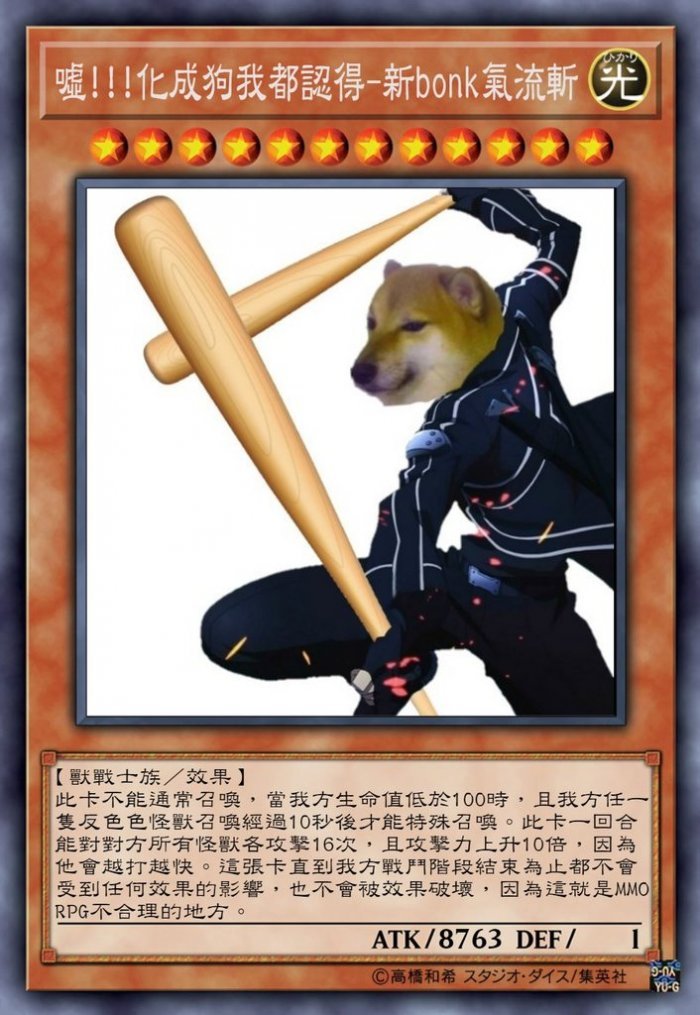 噓!!!化成狗我都認得-新bonk氣流斬
ひかり
光
【獸戰士族／效果】
此卡不能通常召喚，當我方生命值低於100時，且我方任一
隻反色色怪獸召喚經過10秒後才能特殊召喚。此卡一回合
能對對方所有怪獸各攻擊16次，且攻擊力上升10倍，因為
他會越打越快。這張卡直到我方戰鬥階段結束為止都不會
受到任何效果的影響，也不會被效果破壞，因為這就是MMO
RPG不合理的地方。
ATK/8763 DEF/ 1
©高橋和希 スタジオ・ダイス/集英社